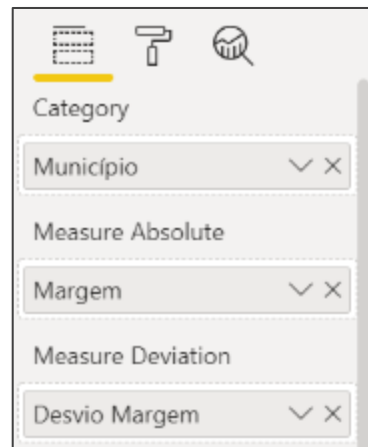 Category
Município
Measure Absolute
Margem
Measure Deviation
Desvio Margem